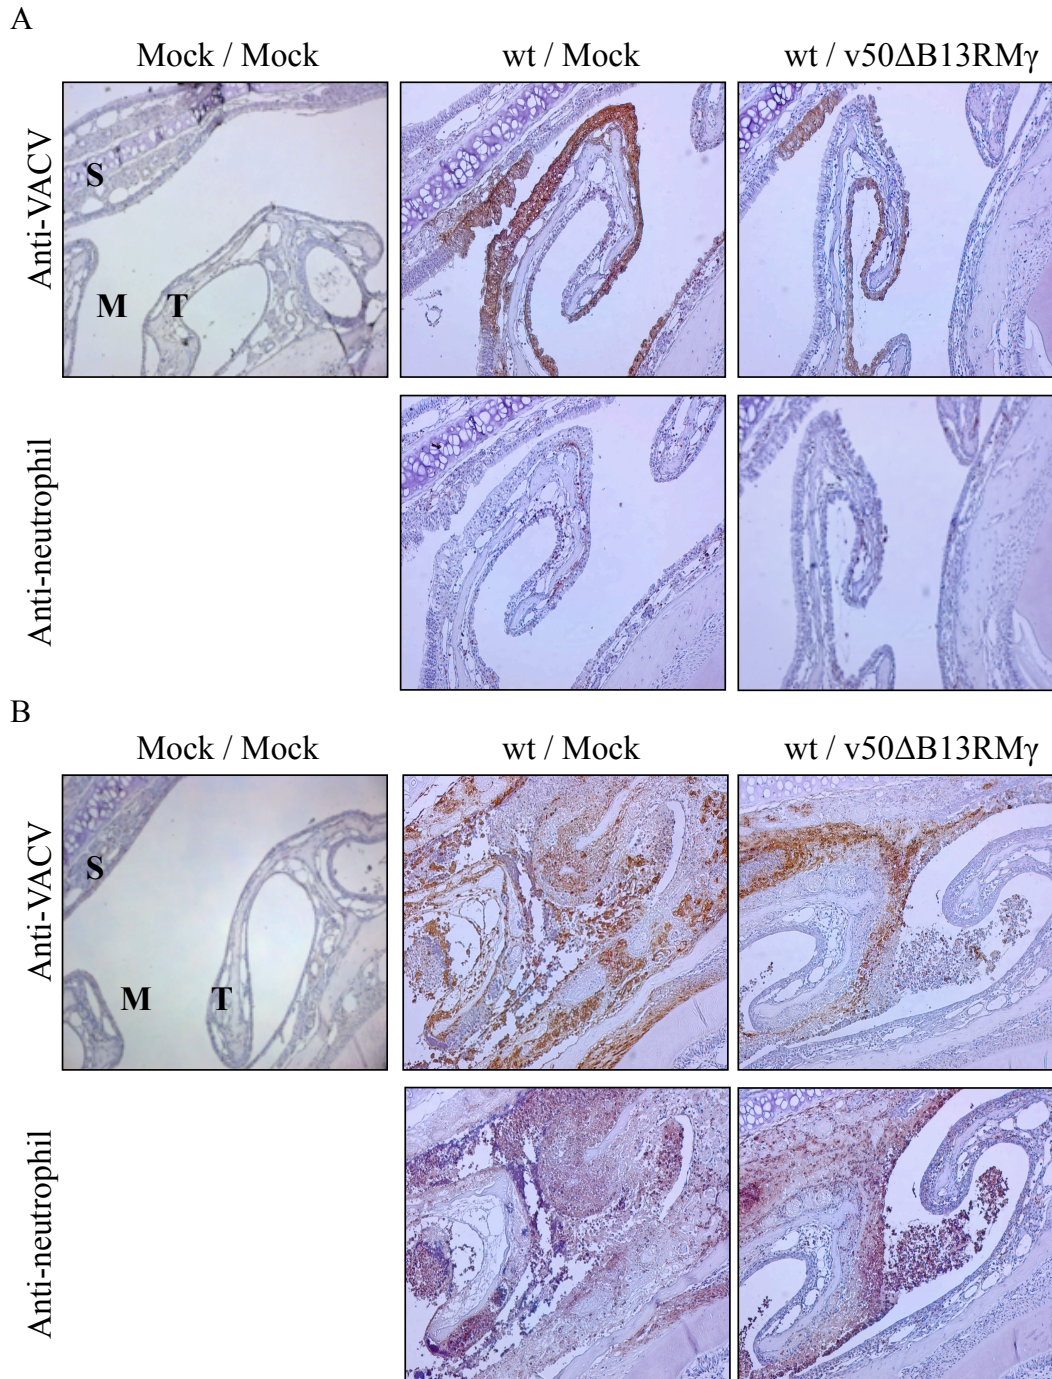 A
Mock / Mock
wt / Mock
wt / v50ΔB13RMγ
Anti-VACV
S
M
T
Anti-neutrophil
B
Mock / Mock
wt / Mock
wt / v50ΔB13RMγ
Anti-VACV
S
M
T
Anti-neutrophil